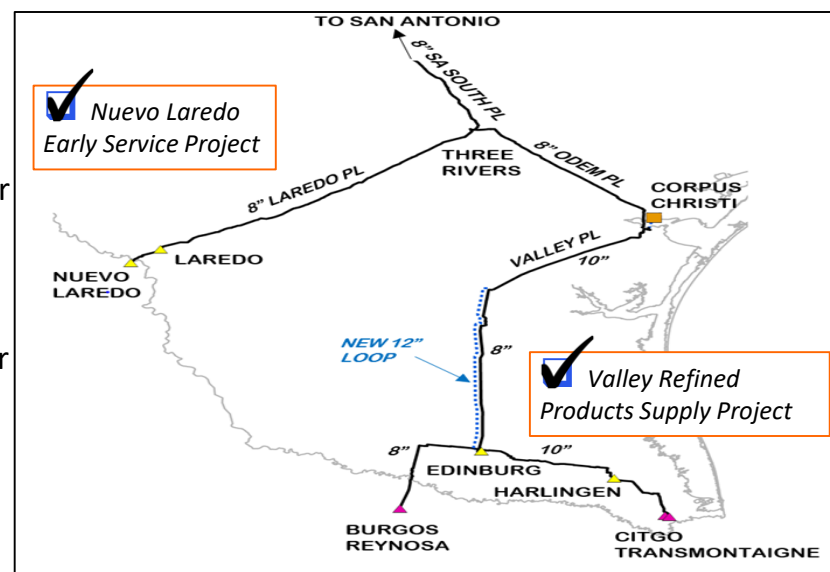 TO SAN ANTONIO
8" SA SOUTH PL
Nuevo Laredo
Early Service Project
THREE
RIVERS
8" ODEM PL
8" LAREDO PL
CORPUS
CHRISTI
r
VALLEY PL
10"
LAREDO
NUEVO
LAREDO
NEW 12"
LOOP
8"
r
Valley Refined
Products Supply Project
8"
10"
EDINBURG
HARLINGEN
BURGOS
REYNOSA
CITGO
TRANSMONTAIGNE